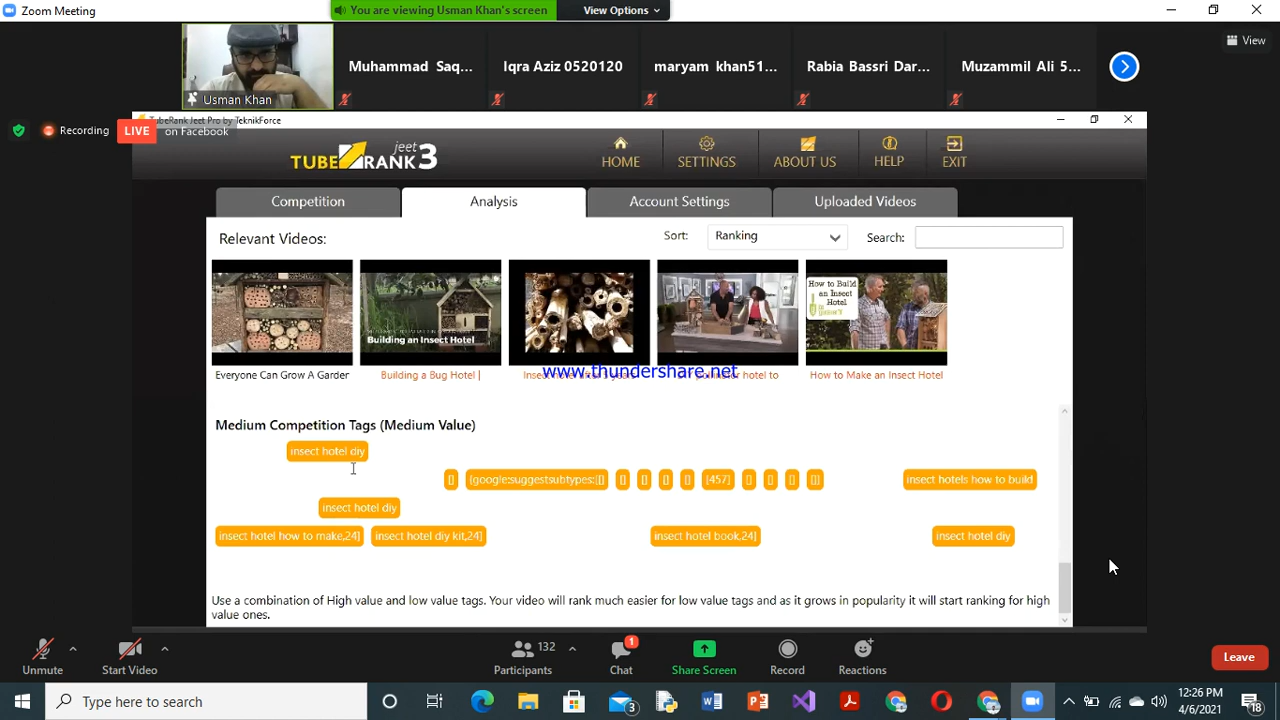 Zoom Meeting
You are viewing Usman Khan's screen
View Options
Usman Khan
Muhammad Saq...
Iqra Aziz 0520120
maryam khan51...
Rabia Bassri Dar...
Muzammil Ali 5...
View
Recording
LIVE
on Facebook
TubeRank Jeet Pro by TeknikForce
TUBE RANK jeet 3
HOME
SETTINGS
ABOUT US
HELP
EXIT
Competition
Analysis
Account Settings
Uploaded Videos
Relevant Videos:
Sort:
Ranking
Search:
Building an Insect Hotel
How to Build
an Insect
Hotel
Everyone Can Grow A Garden
Building a Bug Hotel |
www.thundershare.net
hotel to
How to Make an Insect Hotel
Medium Competition Tags (Medium Value)
insect hotel diy
[] {google:suggestsubtypes:[[] [] [] [] [] [457] [] [] [] []] insect hotels how to build
insect hotel diy
insect hotel how to make,24] insect hotel diy kit,24] insect hotel book,24] insect hotel diy
Use a combination of High value and low value tags. Your video will rank much easier for low value tags and as it grows in popularity it will start ranking for high
value ones.
Unmute
Start Video
132
Participants
1
Chat
Share Screen
Record
Reactions
Leave
Type here to search
3
12:26 PM
4/6/2021
18